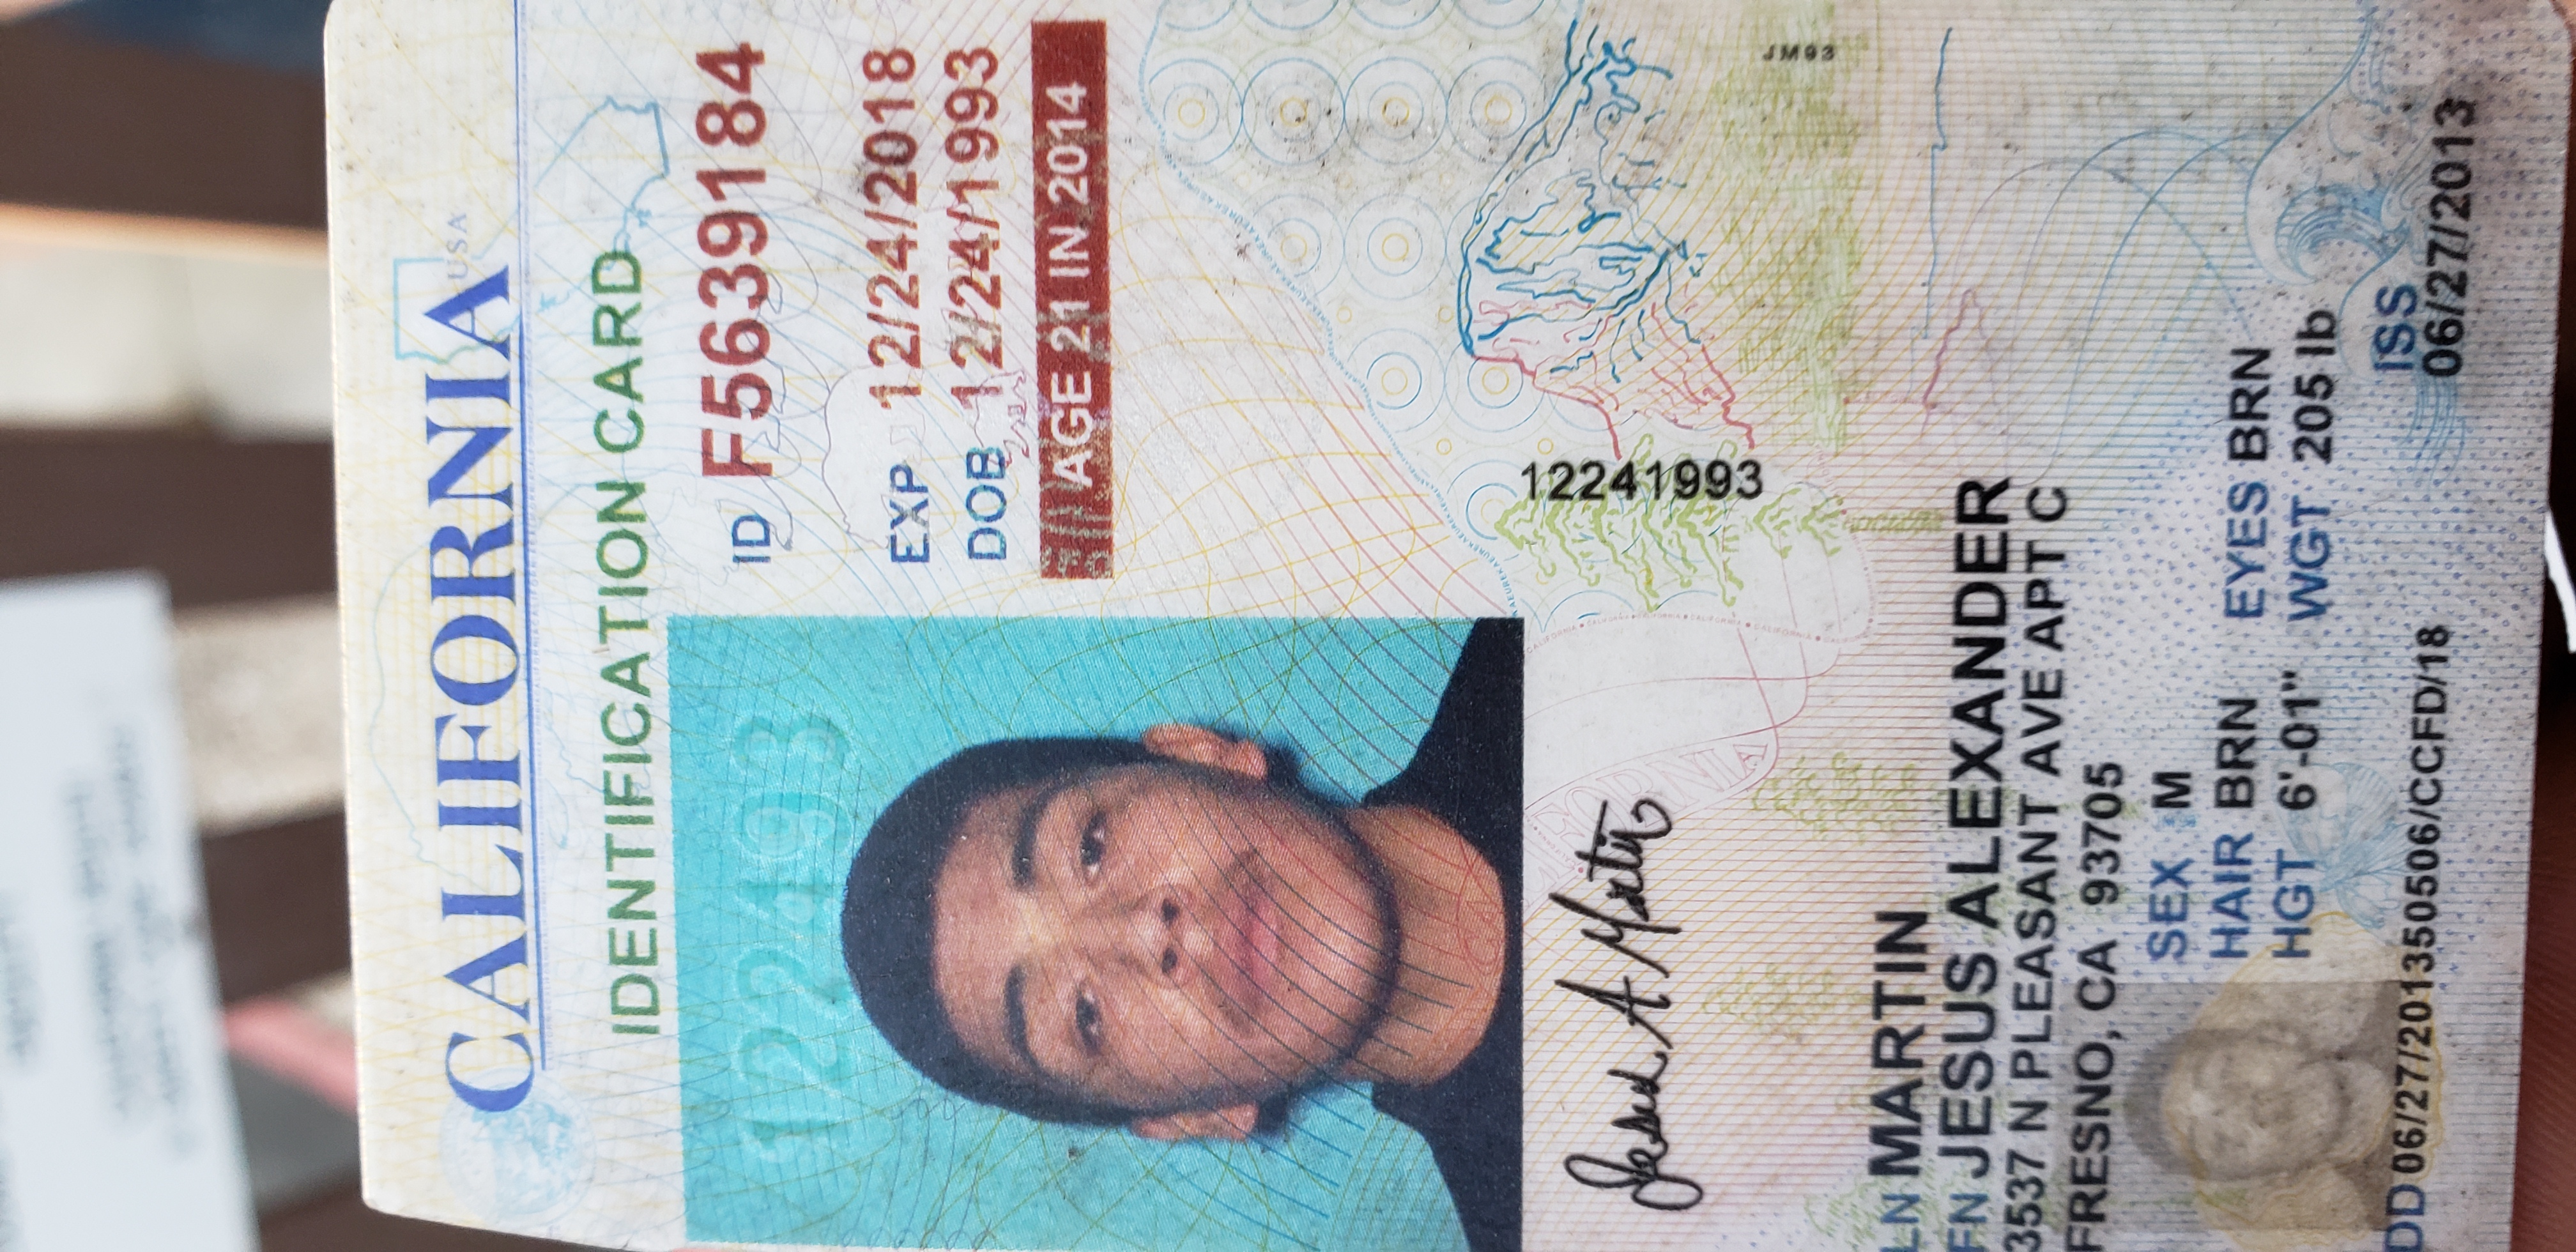 CALIFORNIA USA
IDENTIFICATION CARD
122493
ID F5639184
EXP 12/24/2018
DOB 12/24/1993
AGE 21 IN 2014
Jesus A Martin
12241993
JM93
LN MARTIN
FN JESUS ALEXANDER
3537 N PLEASANT AVE APT C
FRESNO, CA 93705
SEX M
HAIR BRN EYES BRN
HGT 6'-01" WGT 205 lb
DD 06/27/201350506/CCFD/18
ISS
06/27/2013